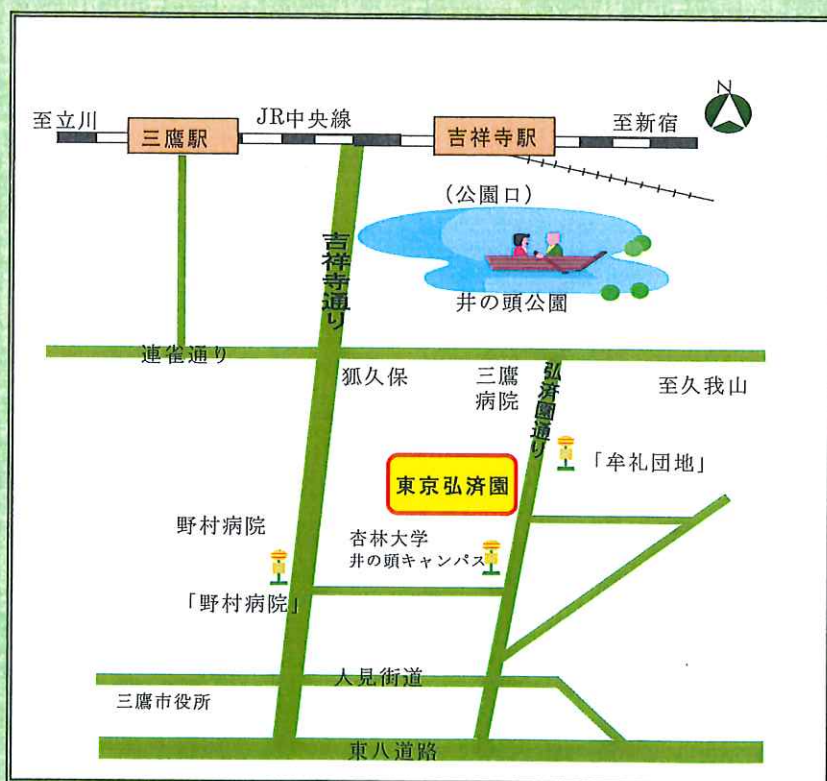 N
至立川
三鷹駅
JR中央線
吉祥寺駅
至新宿
(公園口)
吉祥寺通り
井の頭公園
連雀通り
狐久保
三鷹
病院
弘済園通り
至久我山
「牟礼団地」
東京弘済園
野村病院
杏林大学
井の頭キャンパス
「野村病院」
人見街道
三鷹市役所
東八道路